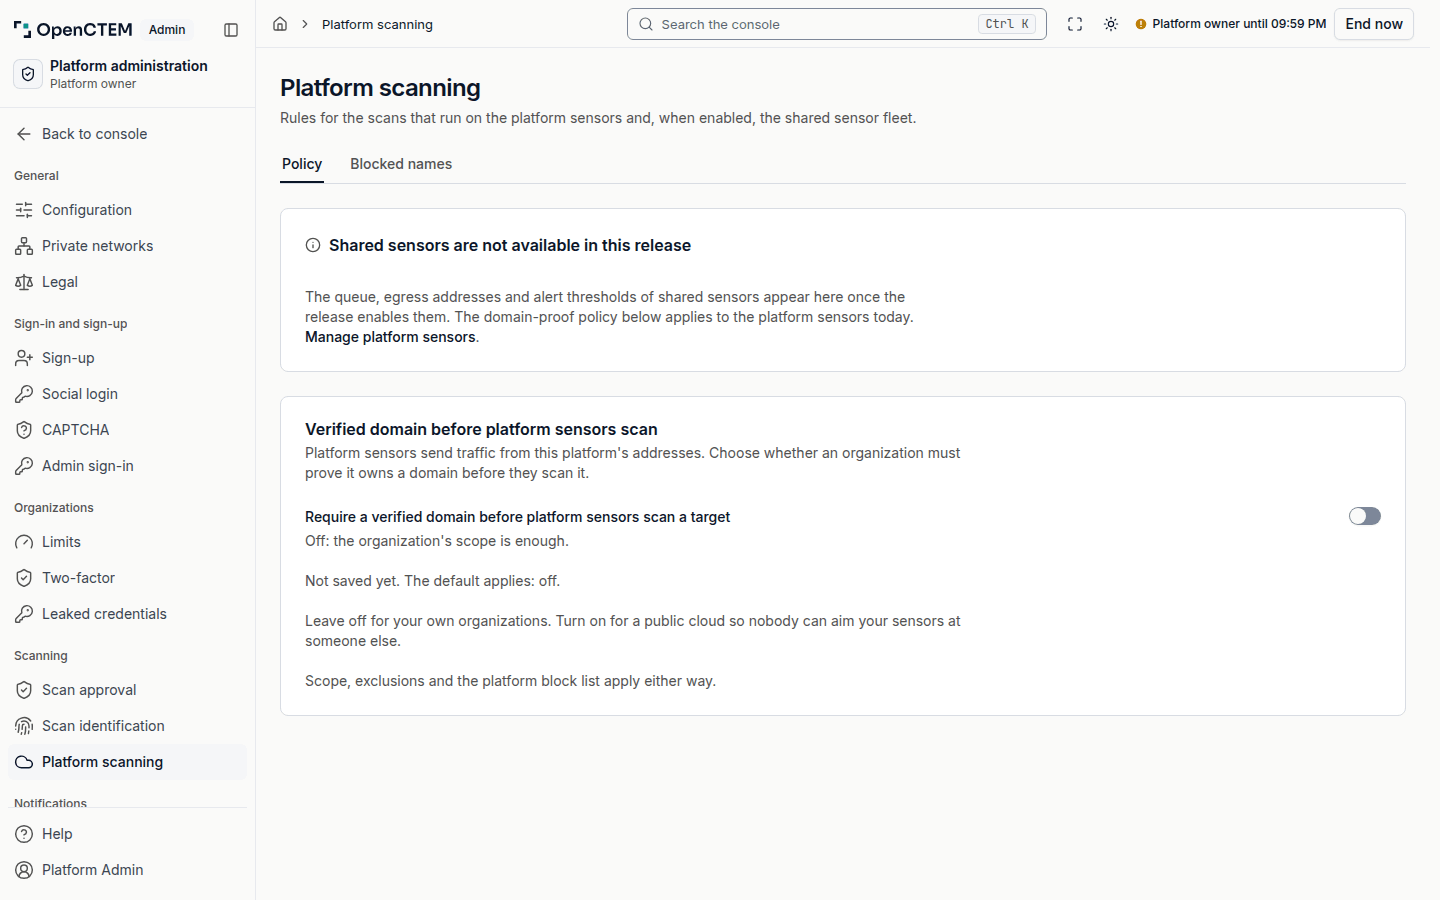 OpenCTEM Admin
Platform administration
Platform owner
Back to console
General
Configuration
Private networks
Legal
Sign-in and sign-up
Sign-up
Social login
CAPTCHA
Admin sign-in
Organizations
Limits
Two-factor
Leaked credentials
Scanning
Scan approval
Scan identification
Platform scanning
Notifications
Help
Platform Admin
Platform scanning
Search the console Ctrl K
Platform owner until 09:59 PM
End now
Platform scanning
Rules for the scans that run on the platform sensors and, when enabled, the shared sensor fleet.
Policy Blocked names
Shared sensors are not available in this release
The queue, egress addresses and alert thresholds of shared sensors appear here once the
release enables them. The domain-proof policy below applies to the platform sensors today.
Manage platform sensors.
Verified domain before platform sensors scan
Platform sensors send traffic from this platform's addresses. Choose whether an organization must
prove it owns a domain before they scan it.
Require a verified domain before platform sensors scan a target
Off: the organization's scope is enough.
Not saved yet. The default applies: off.
Leave off for your own organizations. Turn on for a public cloud so nobody can aim your sensors at
someone else.
Scope, exclusions and the platform block list apply either way.